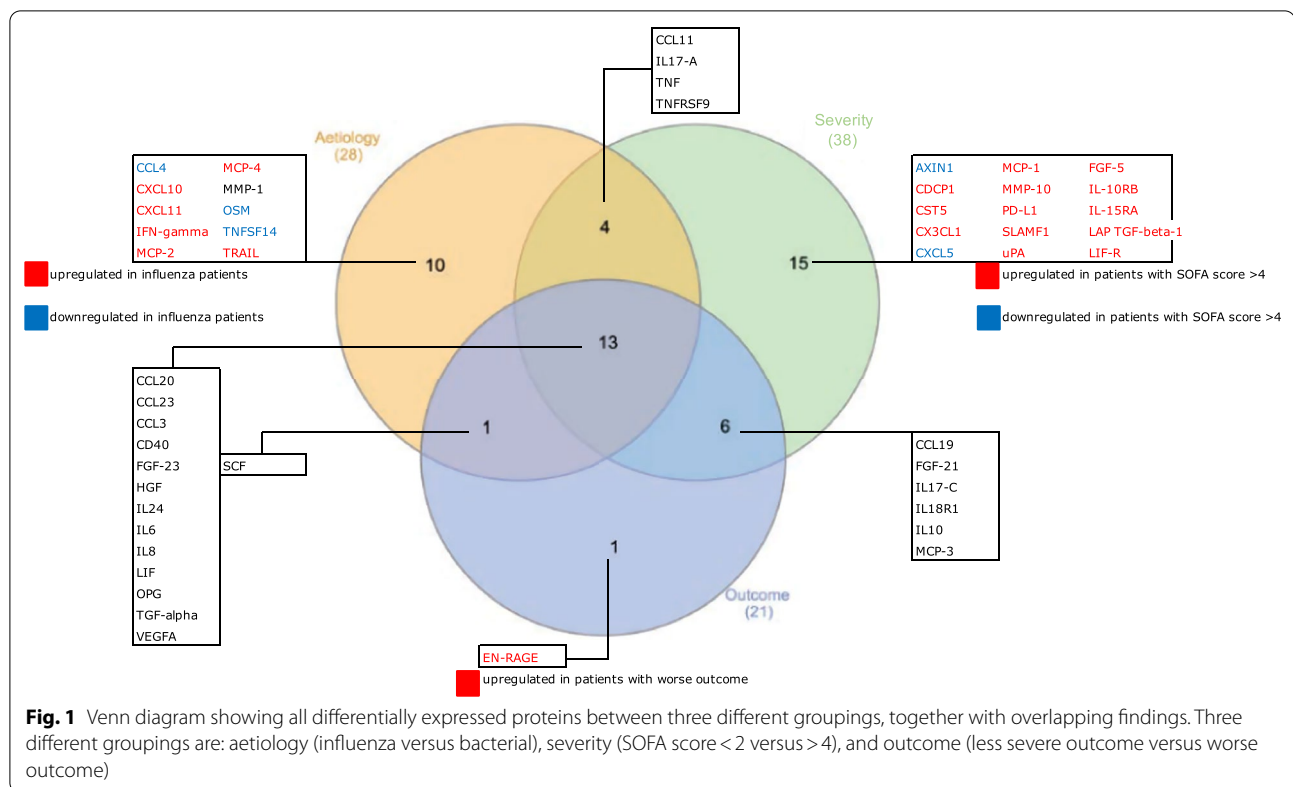 CCL11
IL17-A
TNF
TNFRSF9
Aetiology
(28)
Severity
(38)
CCL4 MCP-4
CXCL10 MMP-1
CXCL11 OSM
IFN-gamma TNFSF14
MCP-2 TRAIL
upregulated in influenza patients
downregulated in influenza patients
AXIN1 MCP-1 FGF-5
CDCP1 MMP-10 IL-10RB
CST5 PD-L1 IL-15RA
CX3CL1 SLAMF1 LAP TGF-beta-1
CXCL5 uPA LIF-R
upregulated in patients with SOFA score >4
downregulated in patients with SOFA score >4
4
10
15
13
1
6
1
CCL20
CCL23
CCL3
CD40
FGF-23
HGF
IL24
IL6
IL8
LIF
OPG
TGF-alpha
VEGFA
SCF
CCL19
FGF-21
IL17-C
IL18R1
IL10
MCP-3
Outcome
(21)
EN-RAGE
upregulated in patients with worse outcome
Fig. 1 Venn diagram showing all differentially expressed proteins between three different groupings, together with overlapping findings. Three
different groupings are: aetiology (influenza versus bacterial), severity (SOFA score < 2 versus > 4), and outcome (less severe outcome versus worse
outcome)